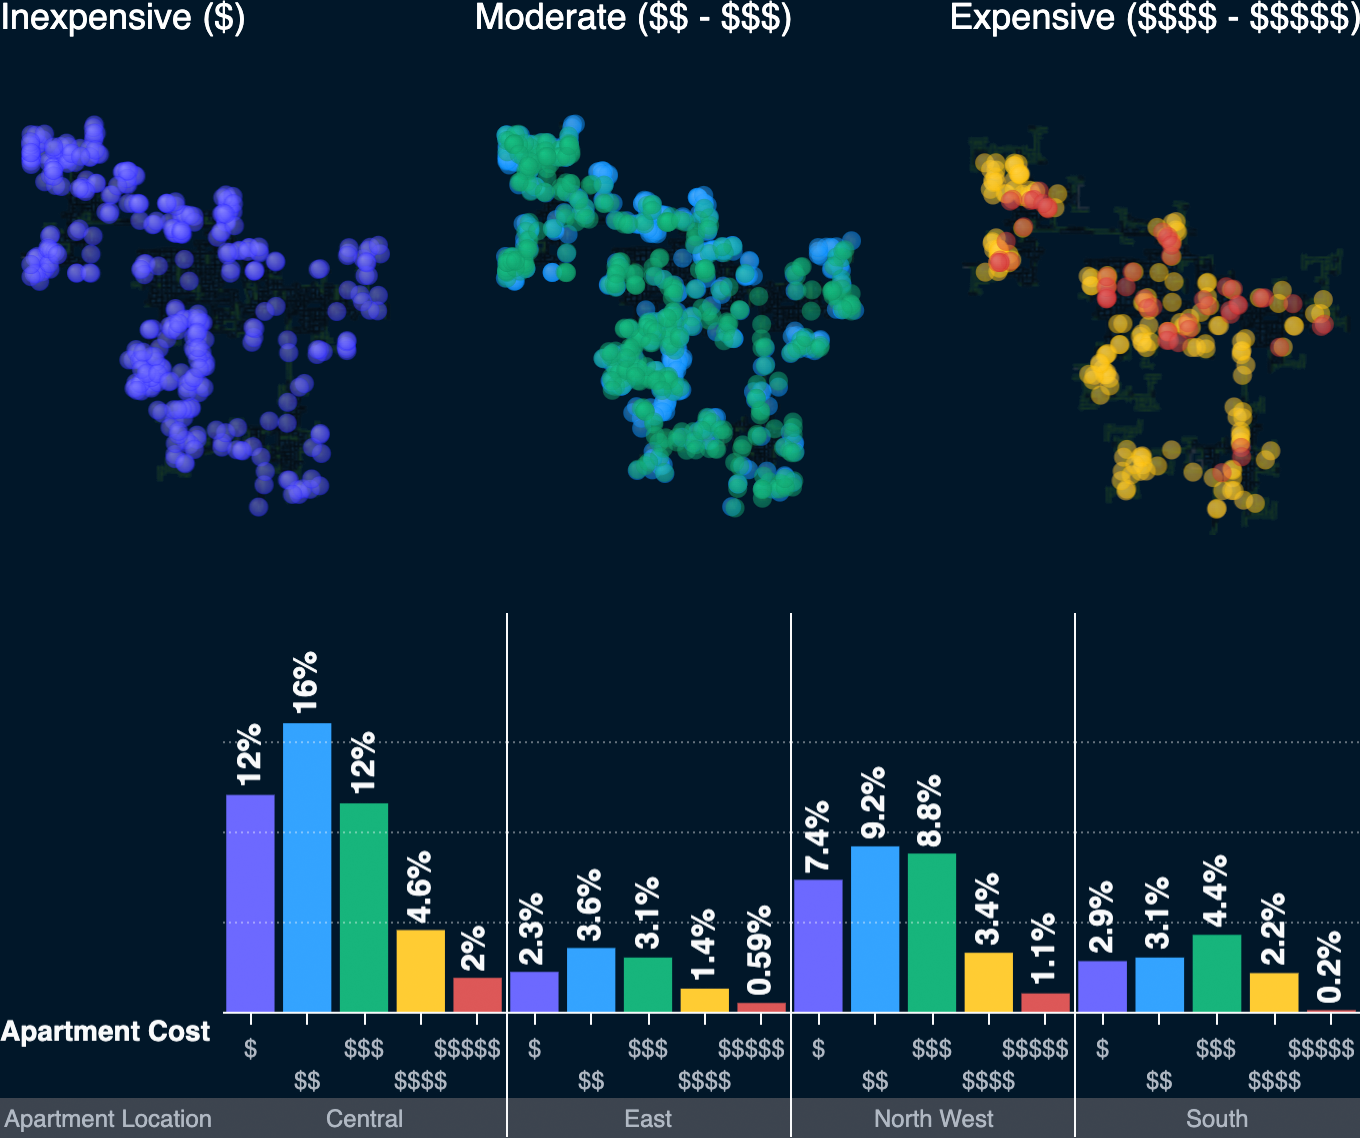 Inexpensive ($)
Moderate ($$ - $$$)
Expensive ($$$$ - $$$$$)
12%
16%
12%
4.6%
2%
2.3%
3.6%
3.1%
1.4%
0.59%
7.4%
9.2%
8.8%
3.4%
1.1%
2.9%
3.1%
4.4%
2.2%
0.2%
Apartment Cost
$ $$$ $$$$$ $ $$$ $$$$$ $ $$$ $$$$$ $ $$$ $$$$$
$$ $$$$ $$ $$$$ $$ $$$$ $$ $$$$
Apartment Location Central East North West South